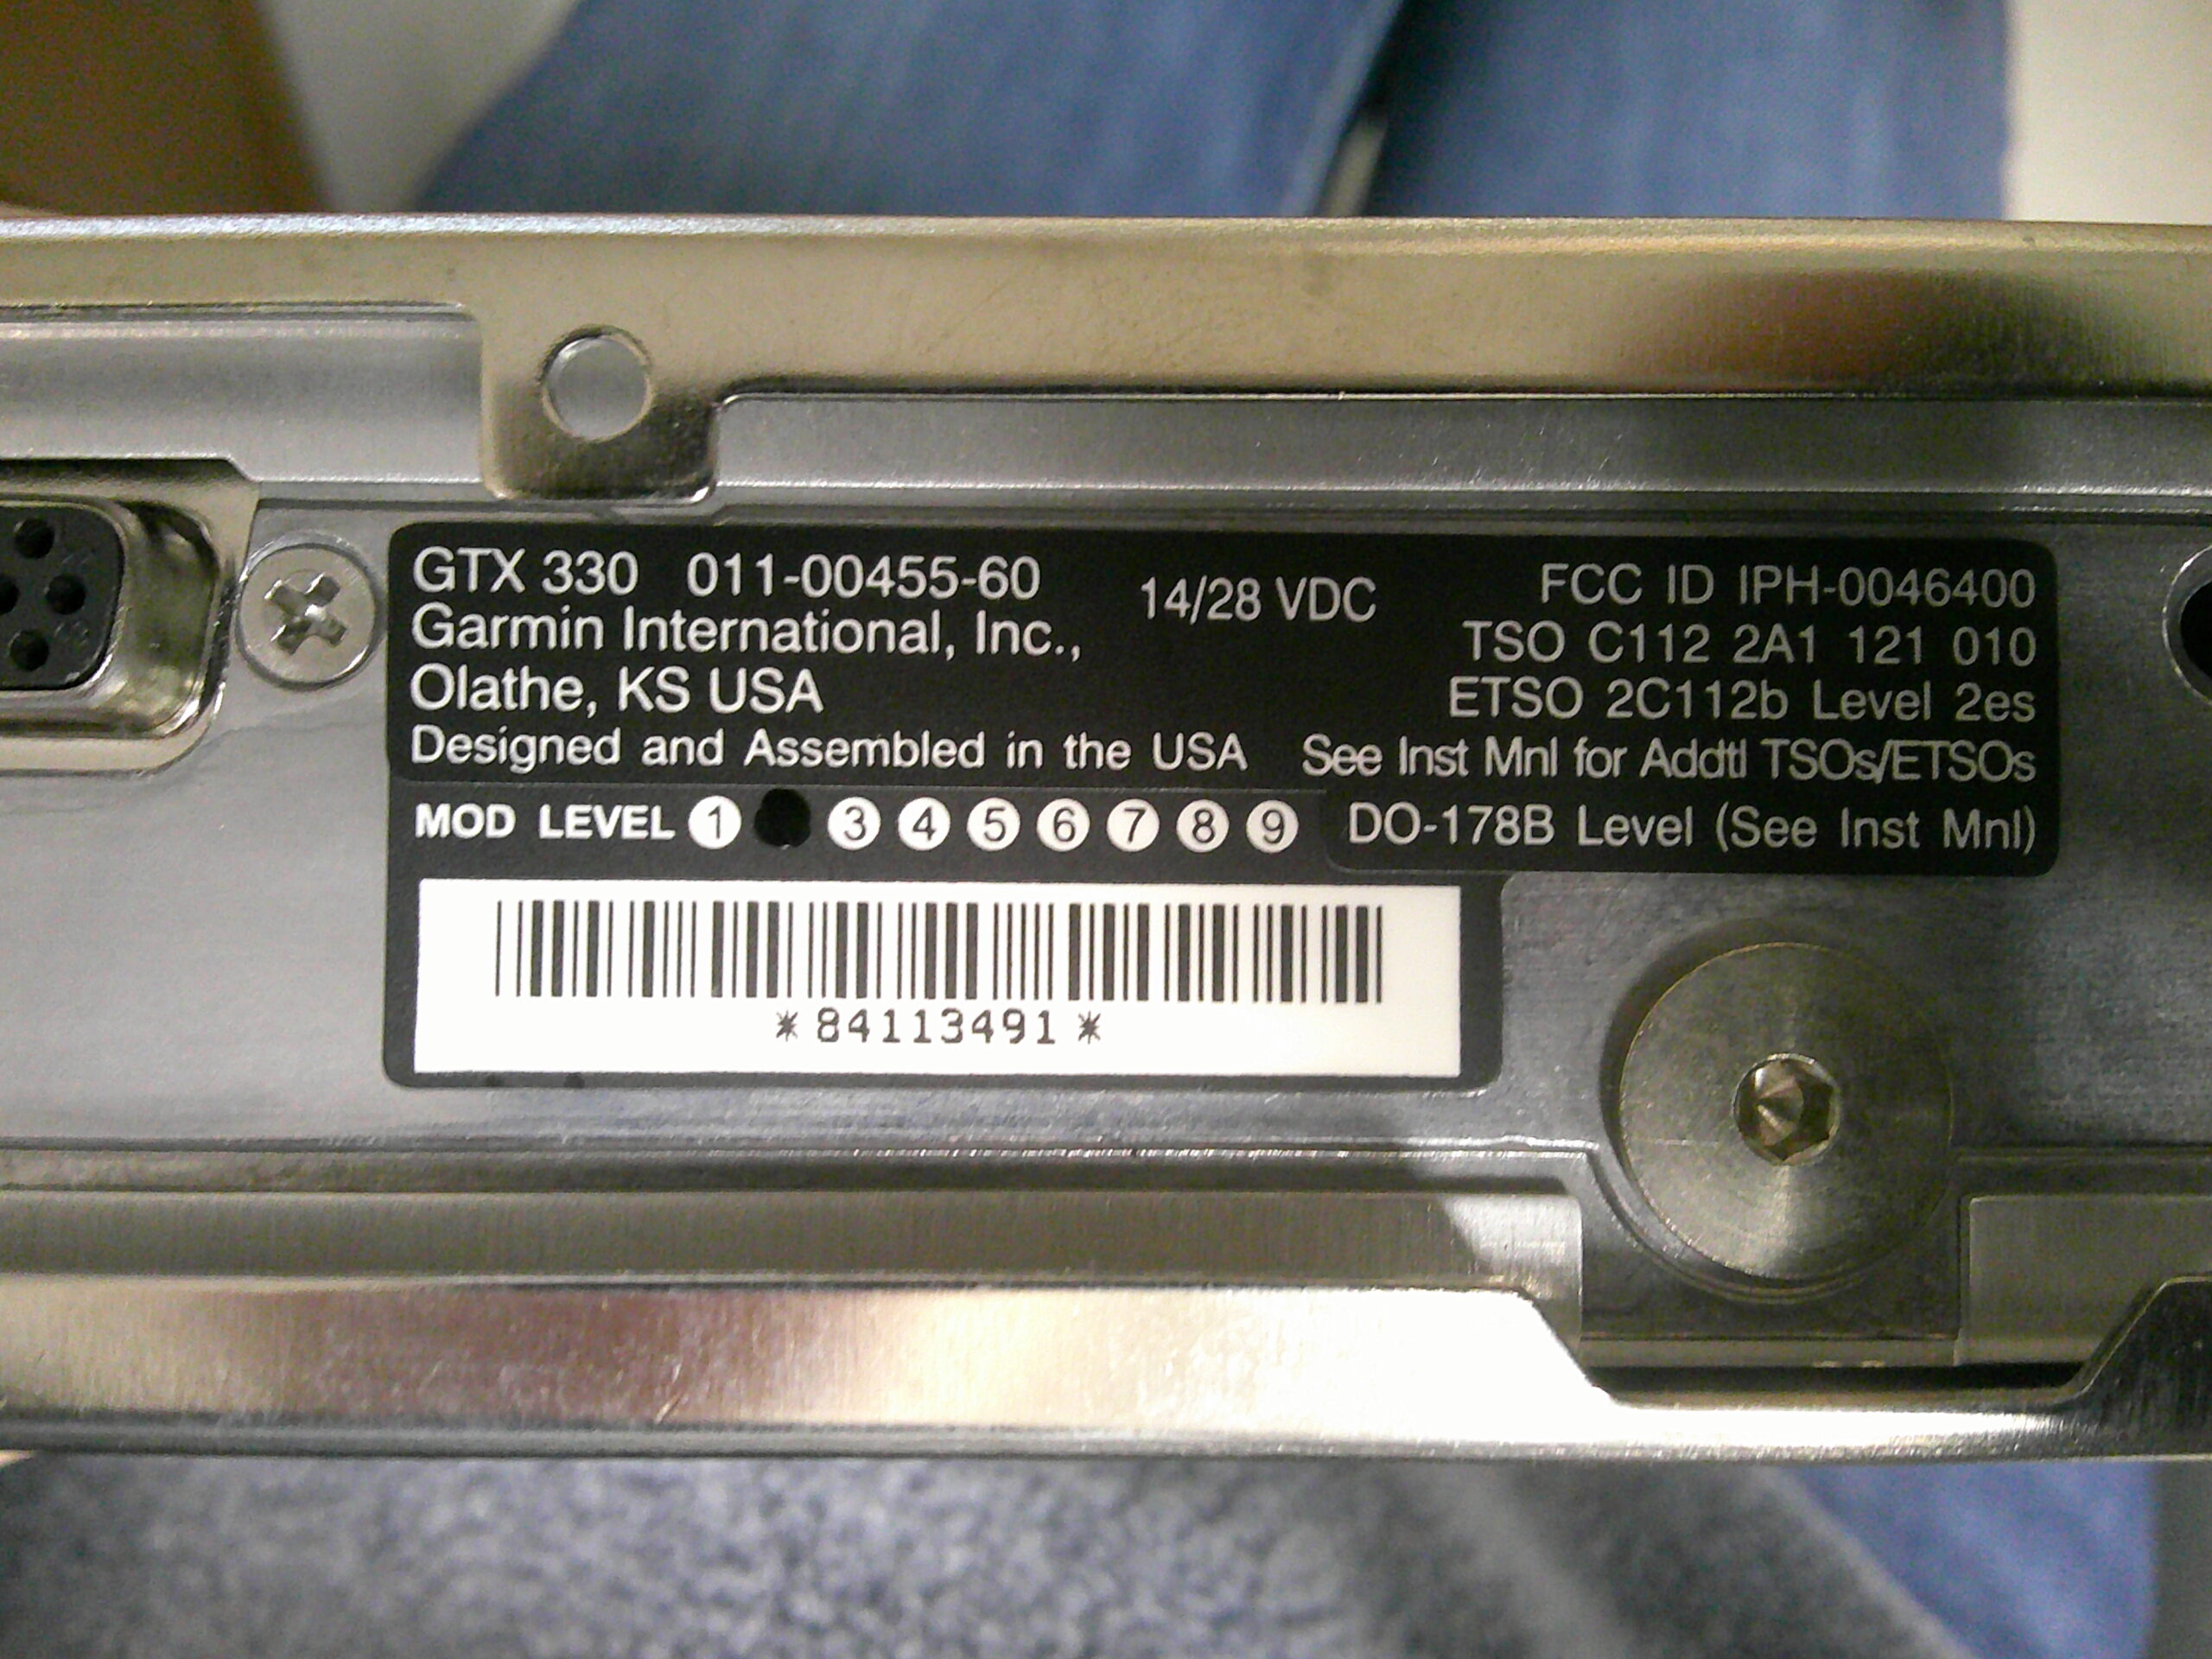 GTX 330 011-00455-60
14/28 VDC
Garmin International, Inc.,
Olathe, KS USA
Designed and Assembled in the USA
FCC ID IPH-0046400
TSO C112 2A1 121 010
ETSO 2C112b Level 2es
See Inst Mnl for Addtl TSOs/ETSOs
MOD LEVEL 1 3 4 5 6 7 8 9
DO-178B Level (See Inst Mnl)
*84113491*